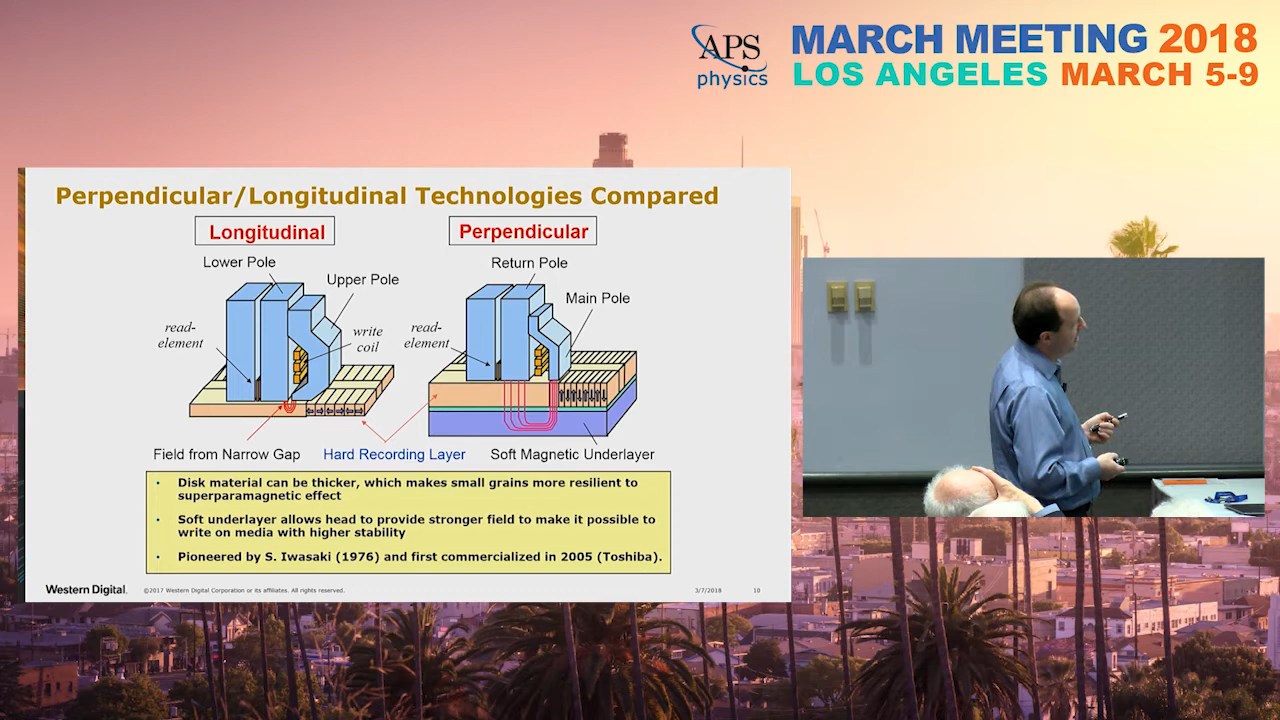 APS
physics
MARCH MEETING 2018
LOS ANGELES MARCH 5-9
Perpendicular/Longitudinal Technologies Compared
Longitudinal
Perpendicular
Lower Pole
Upper Pole
Return Pole
Main Pole
read-
element
write
coil
read-
element
Field from Narrow Gap
Hard Recording Layer
Soft Magnetic Underlayer
• Disk material can be thicker, which makes small grains more resilient to
superparamagnetic effect
• Soft underlayer allows head to provide stronger field to make it possible to
write on media with higher stability
• Pioneered by S. Iwasaki (1976) and first commercialized in 2005 (Toshiba).
Western Digital.
©2017 Western Digital Corporation or its affiliates. All rights reserved.
3/7/2018
10